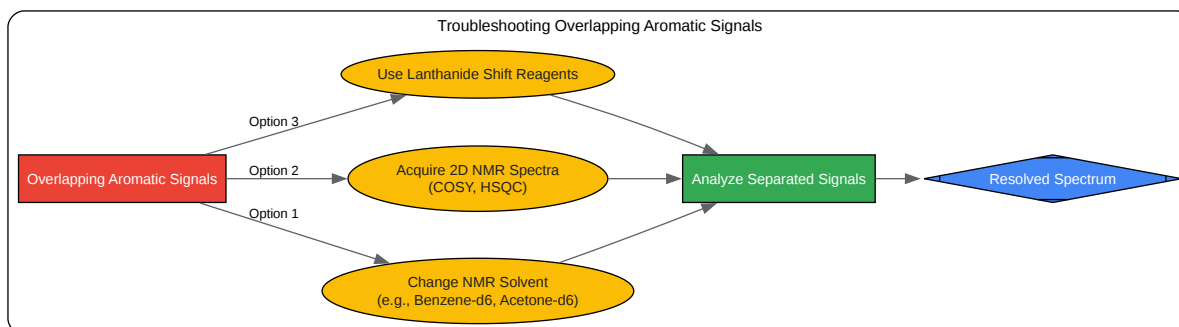 Troubleshooting Overlapping Aromatic Signals
Use Lanthanide Shift Reagents
Option 3
Overlapping Aromatic Signals
Option 2
Acquire 2D NMR Spectra
(COSY, HSQC)
Analyze Separated Signals
Resolved Spectrum
Option 1
Change NMR Solvent
(e.g., Benzene-d6, Acetone-d6)